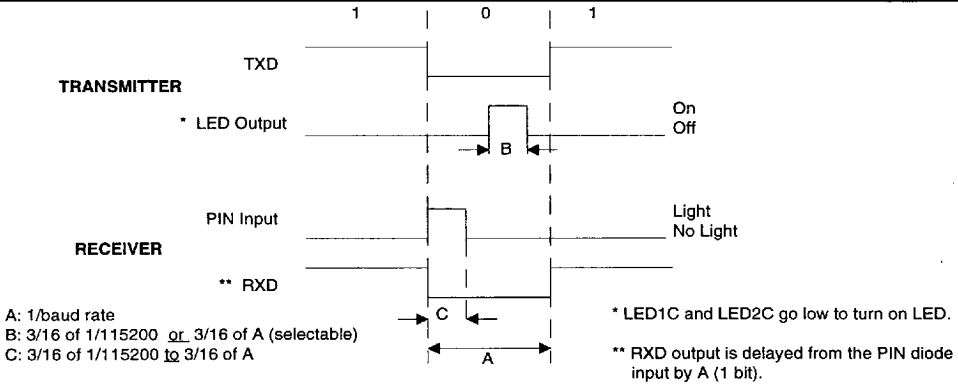 1 0 1
TXD
TRANSMITTER
* LED Output
On
Off
B
PIN Input
Light
No Light
RECEIVER
** RXD
C
A
A: 1/baud rate
B: 3/16 of 1/115200 or 3/16 of A (selectable)
C: 3/16 of 1/115200 to 3/16 of A
* LED1C and LED2C go low to turn on LED.
** RXD output is delayed from the PIN diode
input by A (1 bit).